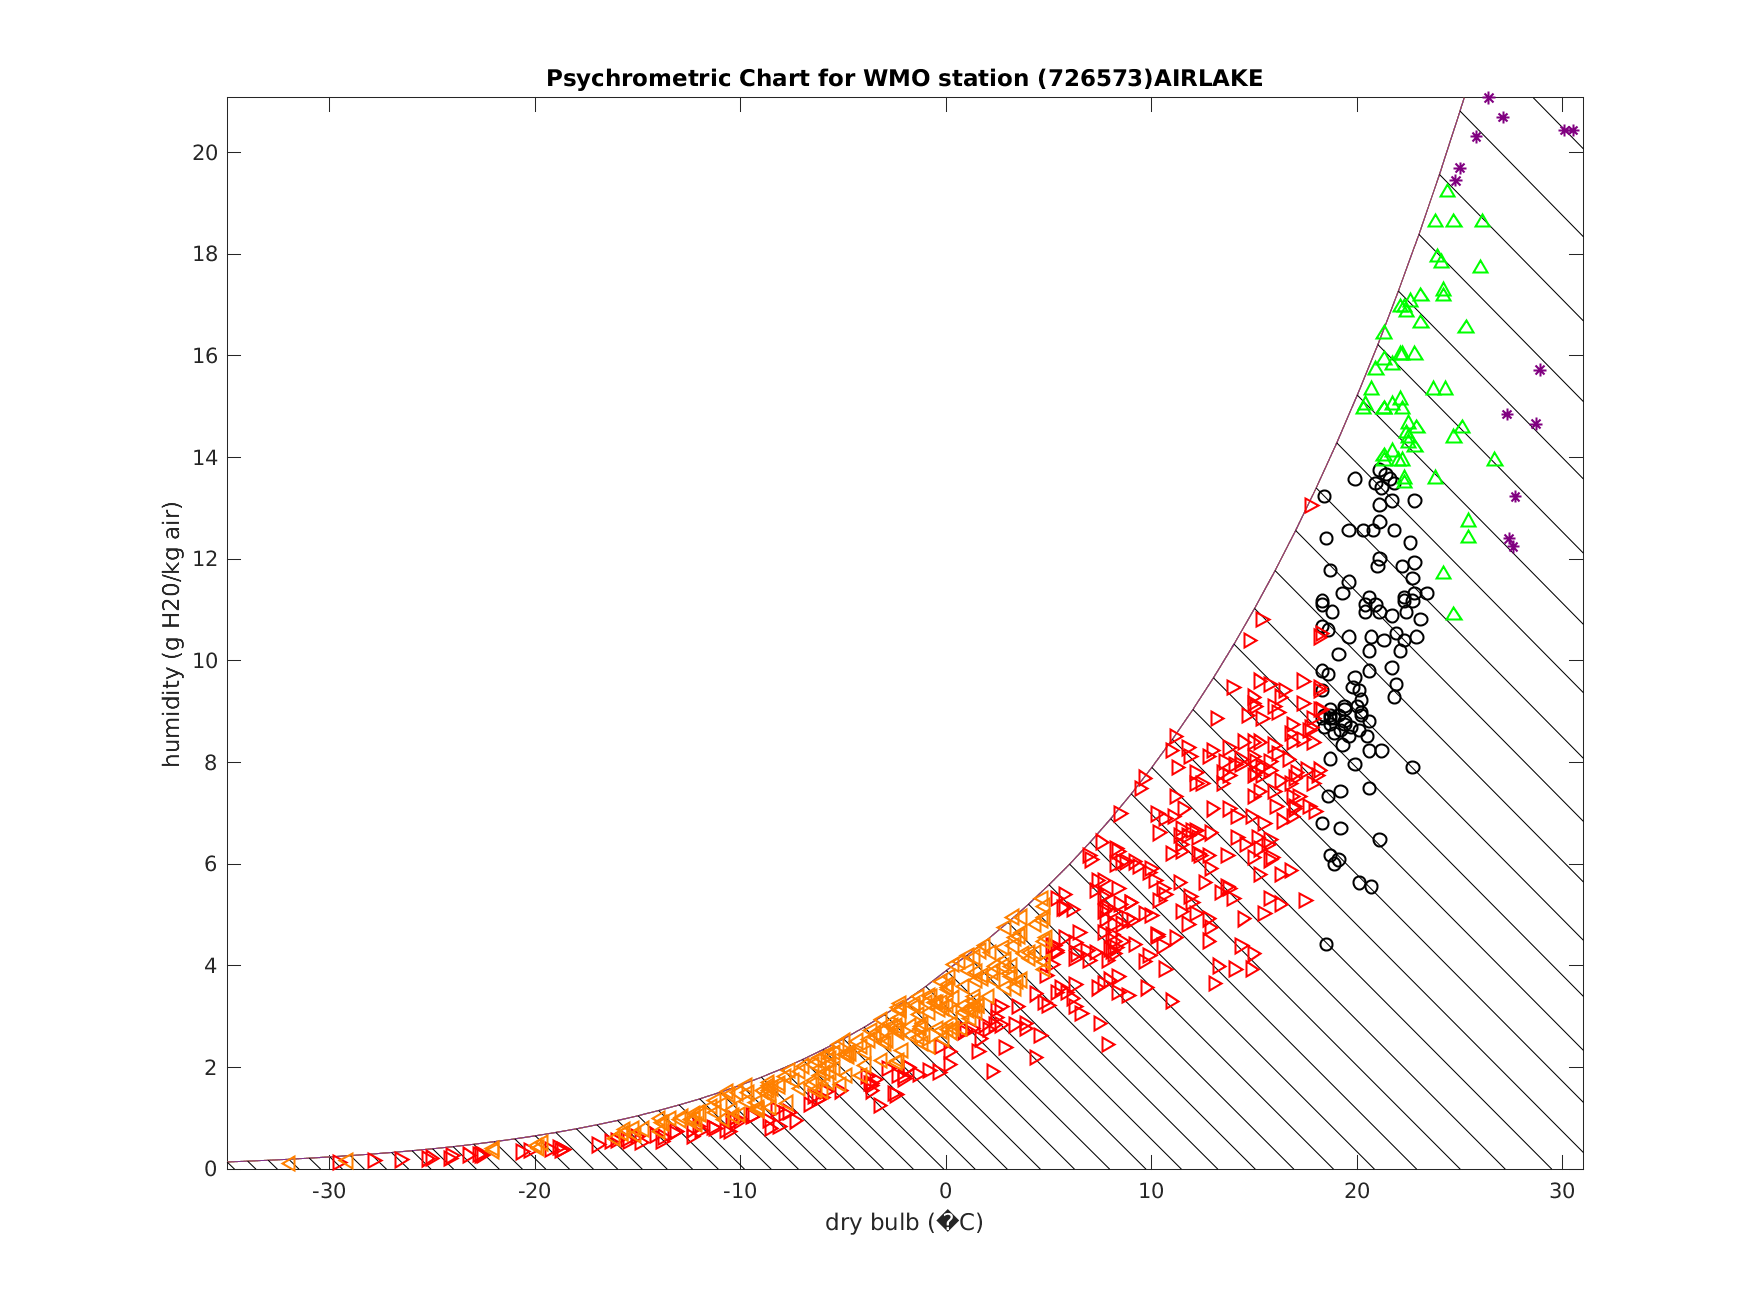 Psychrometric Chart for WMO station (726573)AIRLAKE
humidity (g H20/kg air)
20
18
16
14
12
10
8
6
4
2
0
-30 -20 -10 0 10 20 30
dry bulb (�C)